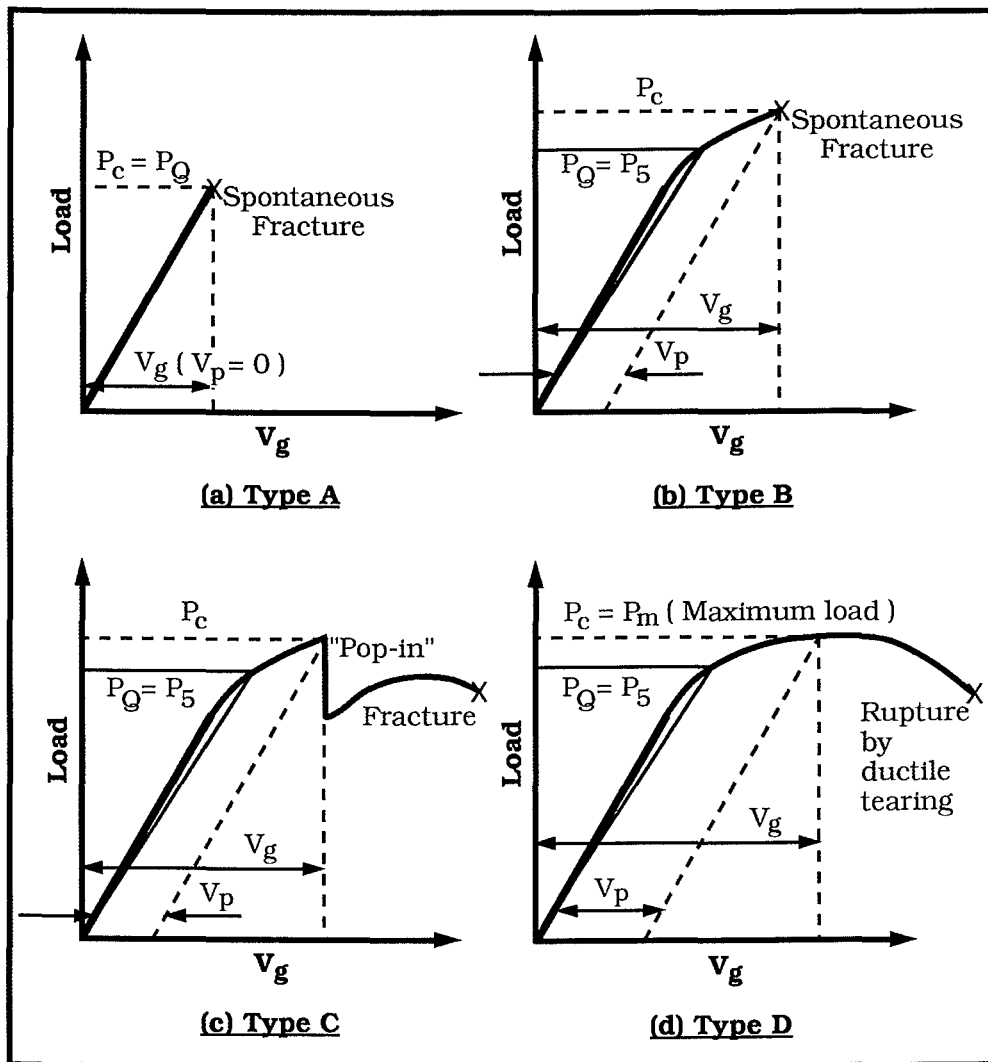 P_c = P_Q
Spontaneous
Fracture
Load
V_g ( V_p = 0 )
V_g
(a) Type A
P_c
Spontaneous
Fracture
P_Q = P_5
Load
V_g
V_p
V_g
(b) Type B
P_c
"Pop-in"
P_Q = P_5
Fracture
Load
V_g
V_p
V_g
(c) Type C
P_c = P_m ( Maximum load )
P_Q = P_5
Rupture
by
ductile
tearing
Load
V_g
V_p
V_g
(d) Type D